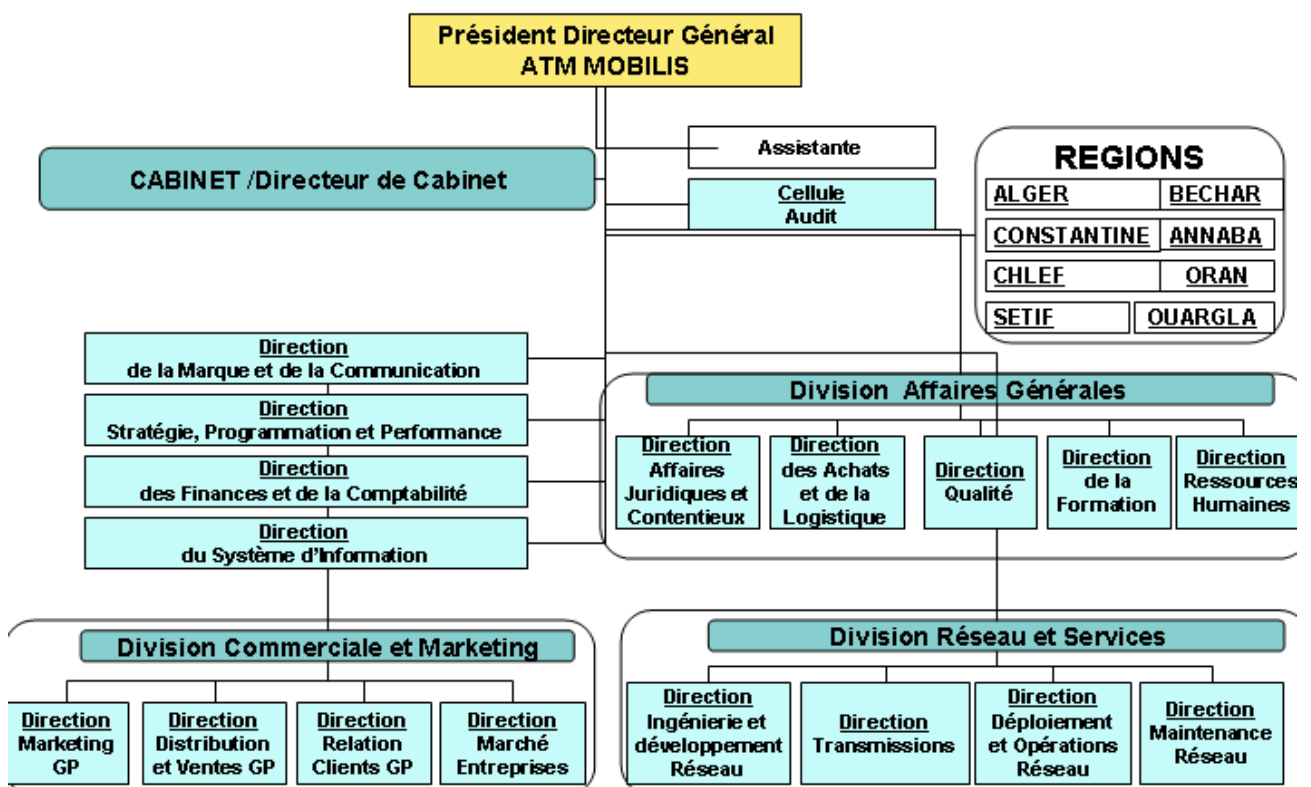 Président Directeur Général
ATM MOBILIS
Assistante
CABINET /Directeur de Cabinet
Cellule
Audit
REGIONS
ALGER
BECHAR
CONSTANTINE
ANNABA
CHLEF
ORAN
SETIF
OUARGLA
Direction
de la Marque et de la Communication
Direction
Stratégie, Programmation et Performance
Direction
des Finances et de la Comptabilité
Direction
du Système d'Information
Division Affaires Générales
Direction
Affaires
Juridiques et
Contentieux
Direction
des Achats
et de la
Logistique
Direction
Qualité
Direction
de la
Formation
Direction
Ressources
Humaines
Division Commerciale et Marketing
Direction
Marketing
GP
Direction
Distribution
et Ventes GP
Direction
Relation
Clients GP
Direction
Marché
Entreprises
Division Réseau et Services
Direction
Ingénierie et
développement
Réseau
Direction
Transmissions
Direction
Déploiement
et Opérations
Réseau
Direction
Maintenance
Réseau